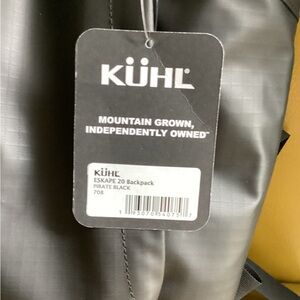 KÜHL
MOUNTAIN GROWN,
INDEPENDENTLY OWNED™
KÜHL
ESKAPE 20 Backpack
PIRATE BLACK
708